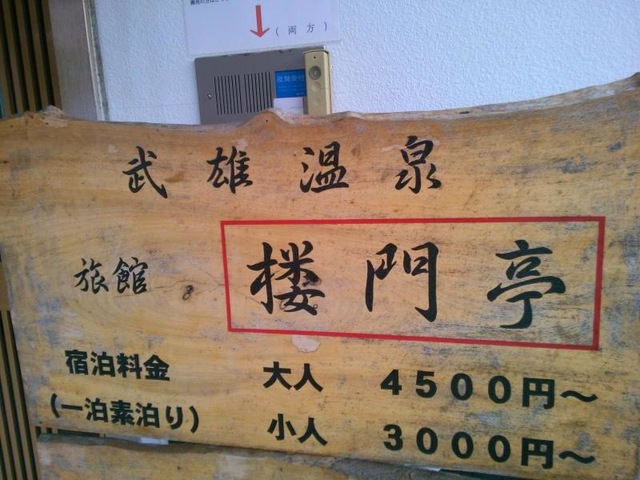 （両方）
武雄温泉
旅館 楼門亭
宿泊料金 大人 4500円～
(一泊素泊り) 小人 3000円～